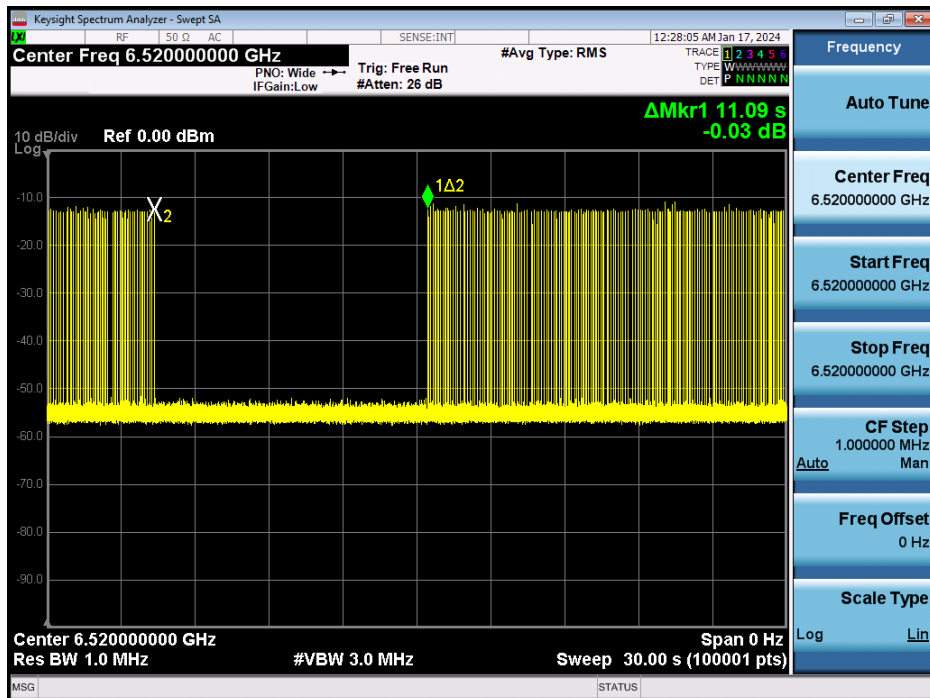 Keysight Spectrum Analyzer - Swept SA
LXI RF 50 Ω AC SENSE:INT 12:28:05 AM Jan 17, 2024
Center Freq 6.520000000 GHz
PNO: Wide
IFGain:Low
Trig: Free Run
#Atten: 26 dB
#Avg Type: RMS
TRACE 1 2 3 4 5 6
TYPE W W W W W W
DET P N N N N N
ΔMkr1 11.09 s
-0.03 dB
10 dB/div Ref 0.00 dBm
Log
-10.0
-20.0
-30.0
-40.0
-50.0
-60.0
-70.0
-80.0
-90.0
2
1Δ2
Center 6.520000000 GHz Span 0 Hz
Res BW 1.0 MHz #VBW 3.0 MHz Sweep 30.00 s (100001 pts)
MSG STATUS
Frequency
Auto Tune
Center Freq
6.520000000 GHz
Start Freq
6.520000000 GHz
Stop Freq
6.520000000 GHz
CF Step
1.000000 MHz
Auto Man
Freq Offset
0 Hz
Scale Type
Log Lin